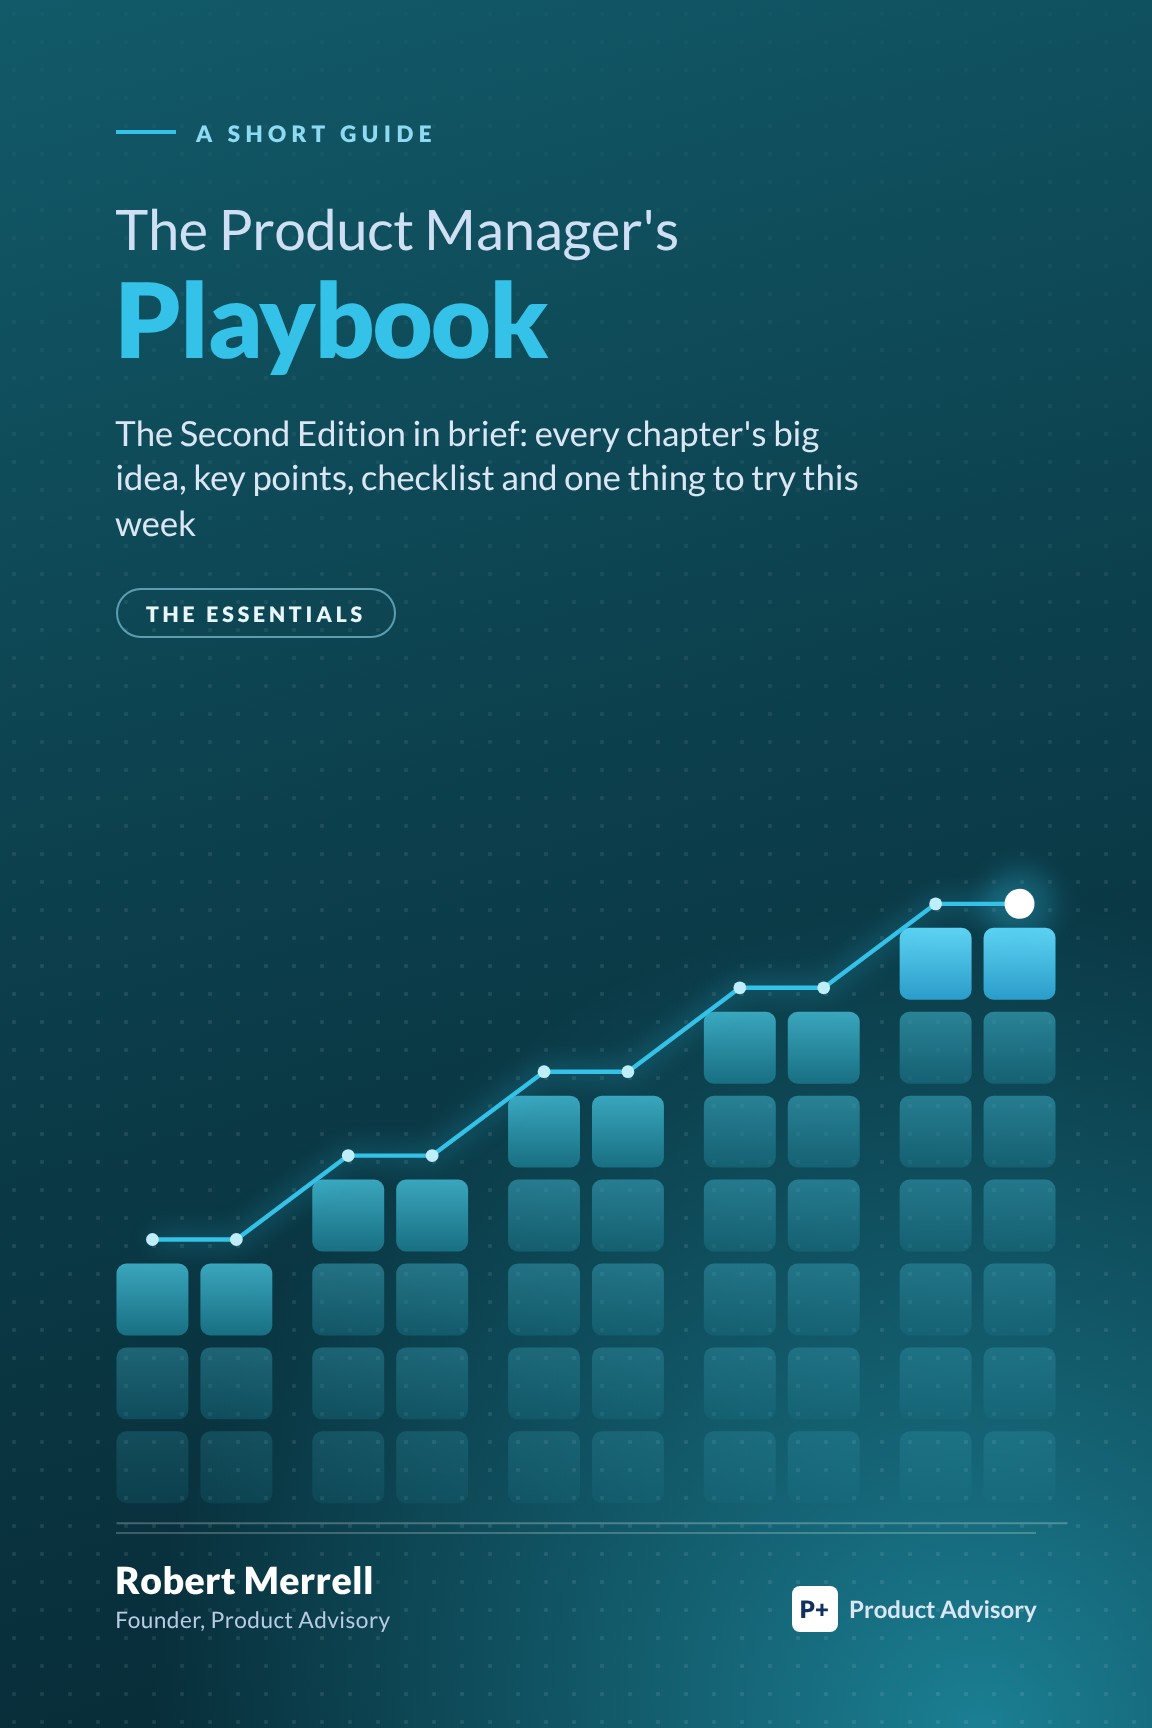 A SHORT GUIDE
The Product Manager's
Playbook
The Second Edition in brief: every chapter's big
idea, key points, checklist and one thing to try this
week
THE ESSENTIALS
Robert Merrell
Founder, Product Advisory
P+ Product Advisory